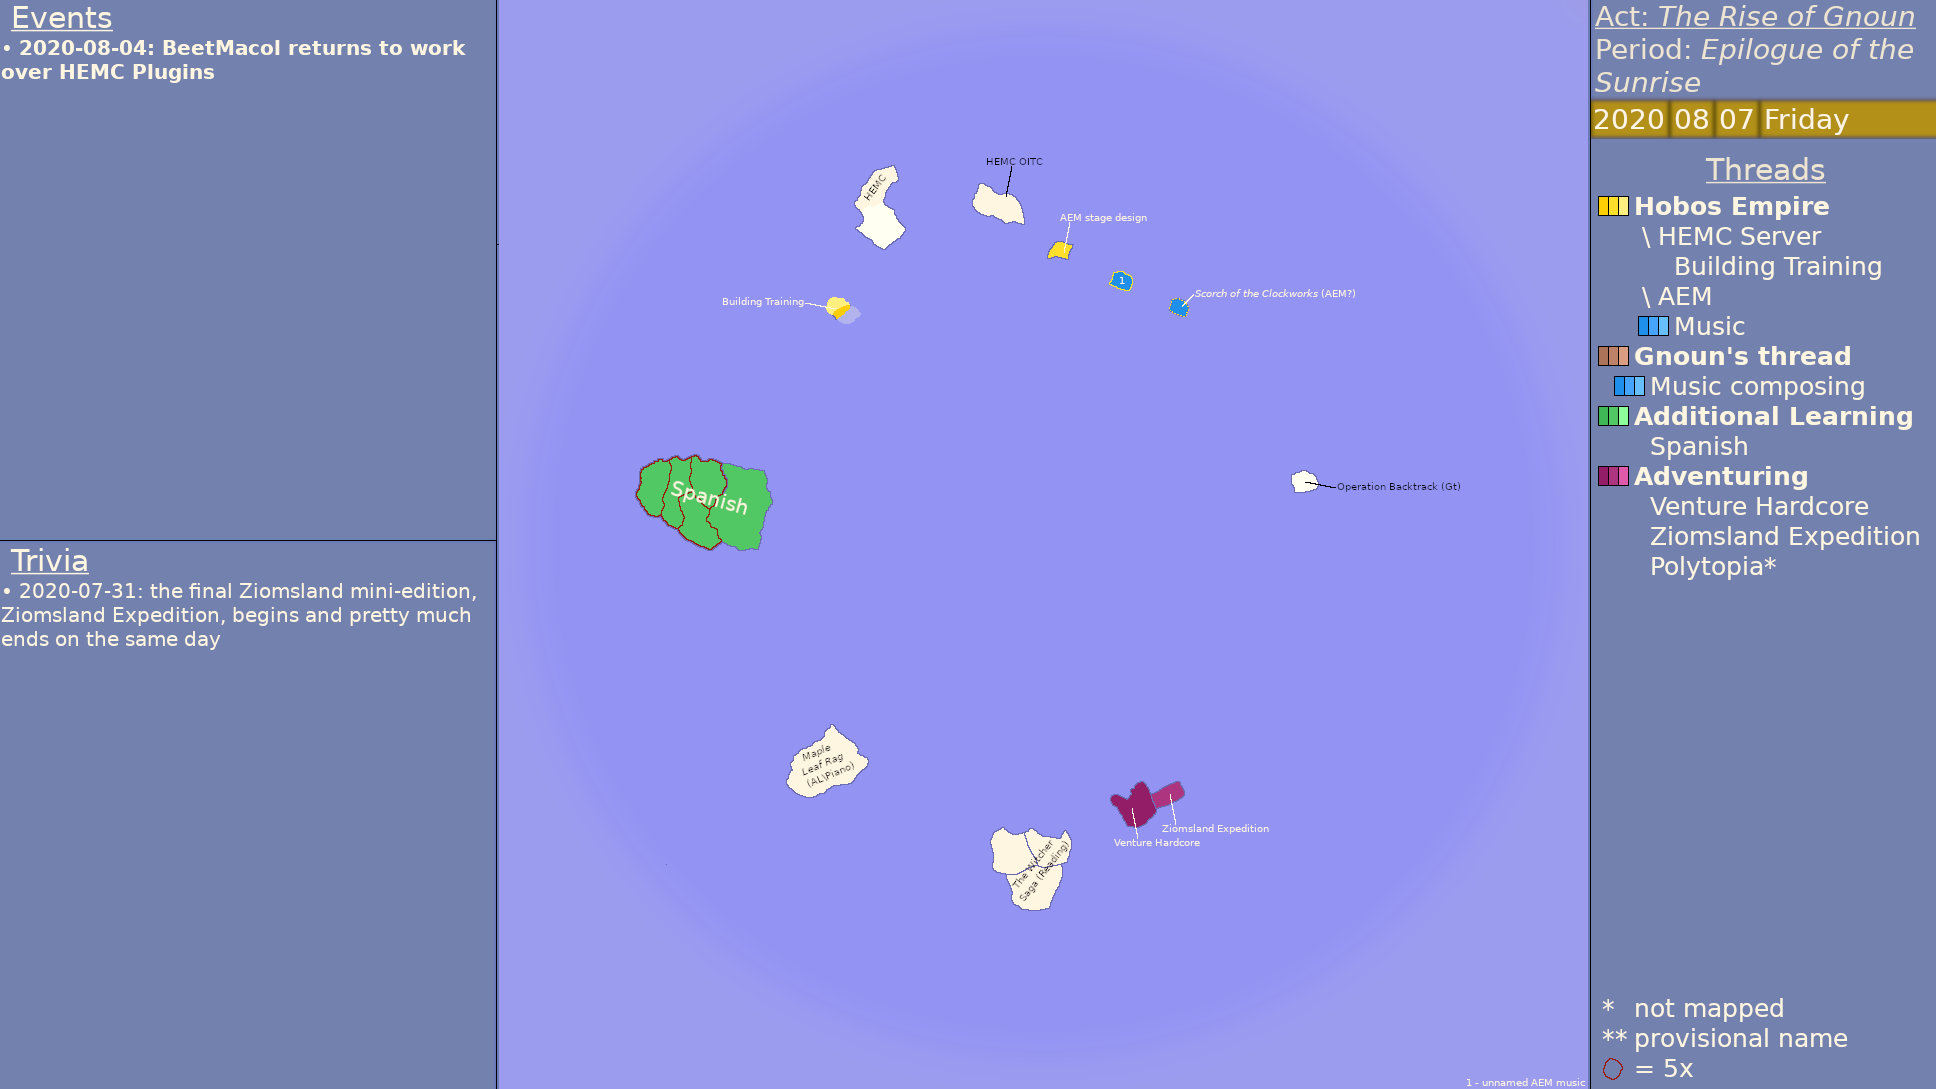 Events
• 2020-08-04: BeetMacol returns to work
over HEMC Plugins
Trivia
• 2020-07-31: the final Ziomsland mini-edition,
Ziomsland Expedition, begins and pretty much
ends on the same day
HEMC
HEMC OITC
AEM stage design
1
Scorch of the Clockworks (AEM?)
Building Training
Spanish
Operation Backtrack (Gt)
Maple
Leaf Rag
(AL\Piano)
Ziomsland Expedition
Venture Hardcore
The Witcher
Saga (Reading)
1 - unnamed AEM music
Act: The Rise of Gnoun
Period: Epilogue of the
Sunrise
2020 08 07 Friday
Threads
Hobos Empire
\ HEMC Server
Building Training
\ AEM
Music
Gnoun's thread
Music composing
Additional Learning
Spanish
Adventuring
Venture Hardcore
Ziomsland Expedition
Polytopia*
* not mapped
** provisional name
= 5x